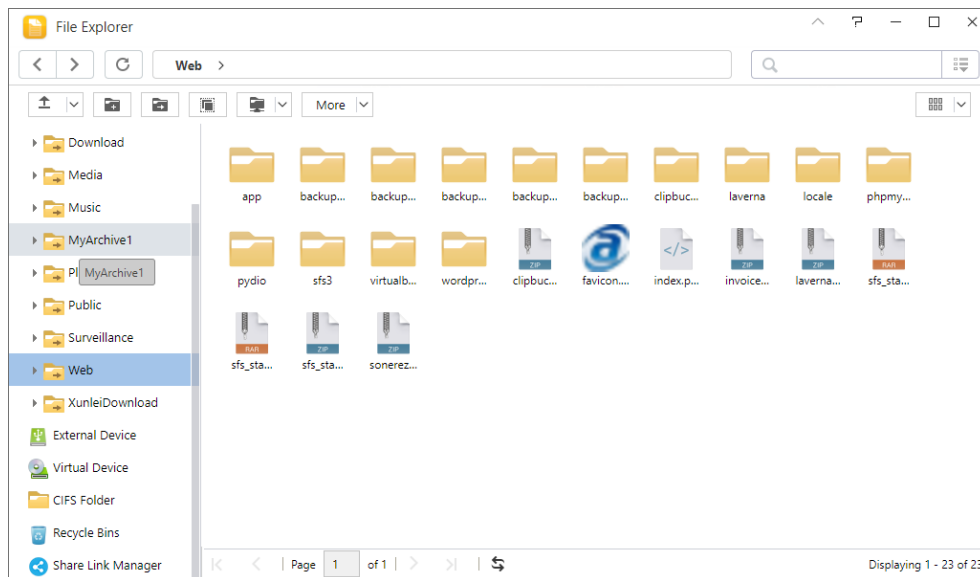 File Explorer
Web >
More
Download
Media
Music
MyArchive1
Pl
MyArchive1
Public
Surveillance
Web
XunleiDownload
External Device
Virtual Device
CIFS Folder
Recycle Bins
Share Link Manager
app backup... backup... backup... backup... backup... clipbuc... laverna locale phpmy...
pydio sfs3 virtualb... wordpr... clipbuc... favicon.... index.p... invoice... laverna... sfs_sta...
ZIP </> ZIP ZIP RAR
sfs_sta... sfs_sta... sonerez...
RAR ZIP ZIP
Page 1 of 1 Displaying 1 - 23 of 23